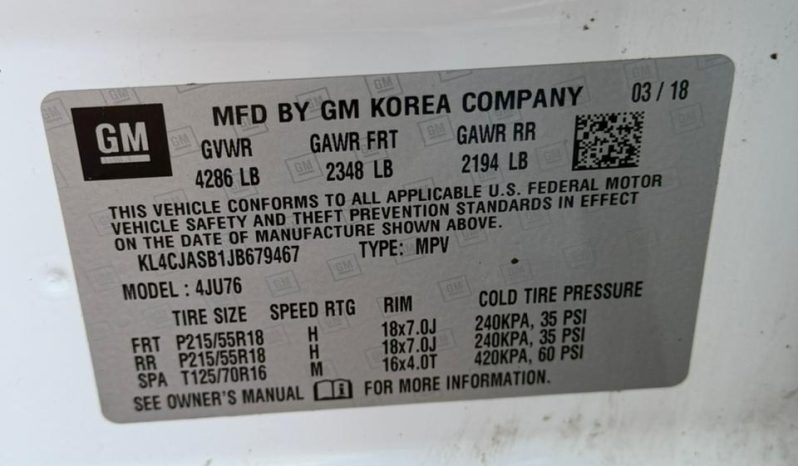 GM
MFD BY GM KOREA COMPANY 03 / 18
GVWR GAWR FRT GAWR RR
4286 LB 2348 LB 2194 LB
THIS VEHICLE CONFORMS TO ALL APPLICABLE U.S. FEDERAL MOTOR
VEHICLE SAFETY AND THEFT PREVENTION STANDARDS IN EFFECT
ON THE DATE OF MANUFACTURE SHOWN ABOVE.
KL4CJASB1JB679467 TYPE: MPV
MODEL : 4JU76
TIRE SIZE SPEED RTG RIM COLD TIRE PRESSURE
FRT P215/55R18 H 18x7.0J 240KPA, 35 PSI
RR P215/55R18 H 18x7.0J 240KPA, 35 PSI
SPA T125/70R16 M 16x4.0T 420KPA, 60 PSI
SEE OWNER'S MANUAL FOR MORE INFORMATION.